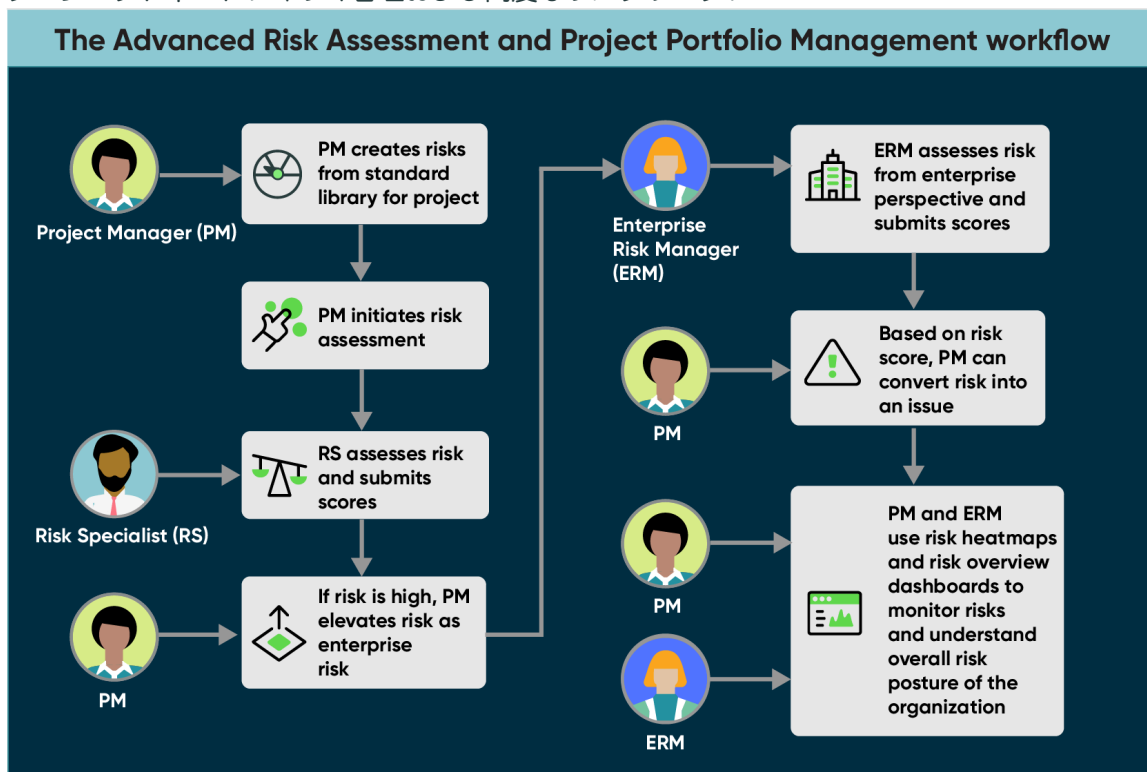 The Advanced Risk Assessment and Project Portfolio Management workflow
Project Manager (PM)
PM creates risks
from standard
library for project
PM initiates risk
assessment
Risk Specialist (RS)
RS assesses risk
and submits
scores
PM
If risk is high, PM
elevates risk as
enterprise
risk
Enterprise
Risk Manager
(ERM)
ERM assesses risk
from enterprise
perspective and
submits scores
PM
Based on risk
score, PM can
convert risk into
an issue
PM
ERM
PM and ERM
use risk heatmaps
and risk overview
dashboards to
monitor risks
and understand
overall risk
posture of the
organization